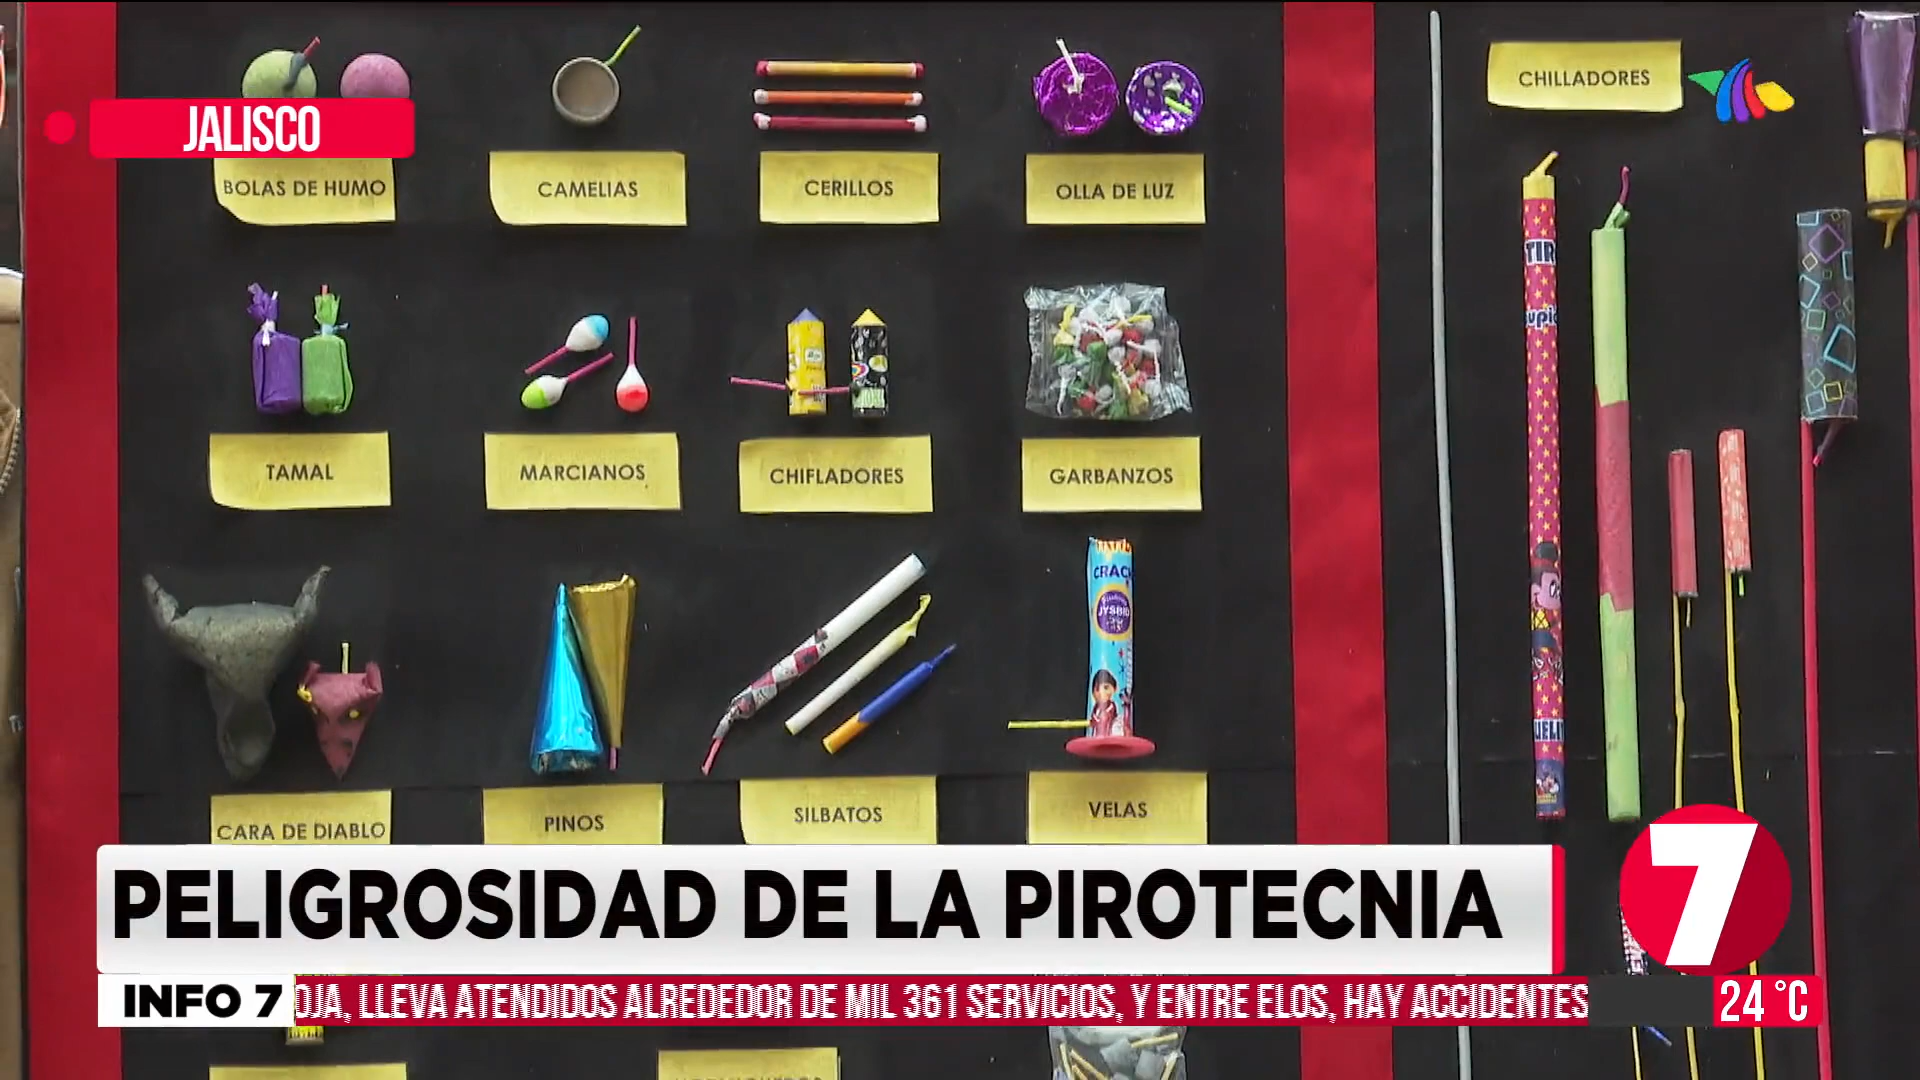 CHILLADORES
JALISCO
BOLAS DE HUMO
CAMELIAS
CERILLOS
OLLA DE LUZ
TAMAL
MARCIANOS
CHIFLADORES
GARBANZOS
CRACK
JYSBID
CARA DE DIABLO
PINOS
SILBATOS
VELAS
PELIGROSIDAD DE LA PIROTECNIA
7
INFO 7
OJA, LLEVA ATENDIDOS ALREDEDOR DE MIL 361 SERVICIOS, Y ENTRE ELOS, HAY ACCIDENTES
24 °C